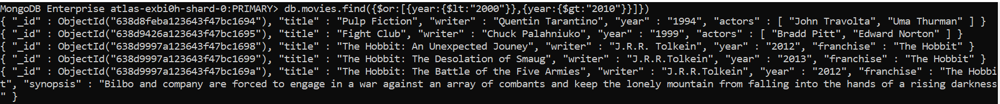 MongoDB Enterprise atlas-exbi0h-shard-0:PRIMARY> db.movies.find({$or:[{year:{$lt:"2000"}},{year:{$gt:"2010"}}]})
{ "_id" : ObjectId("638d8feba123643f47bc1694"), "title" : "Pulp Fiction", "writer" : "Quentin Tarantino", "year" : "1994", "actors" : [ "John Travolta", "Uma Thurman" ] }
{ "_id" : ObjectId("638d9426a123643f47bc1695"), "title" : "Fight Club", "writer" : "Chuck Palahniuko", "year" : "1999", "actors" : [ "Bradd Pitt", "Edward Norton" ] }
{ "_id" : ObjectId("638d9997a123643f47bc1698"), "title" : "The Hobbit: An Unexpected Jouney", "writer" : "J.R.R. Tolkein", "year" : "2012", "franchise" : "The Hobbit" }
{ "_id" : ObjectId("638d9997a123643f47bc1699"), "title" : "The Hobbit: The Desolation of Smaug", "writer" : "J.R.R.Tolkein", "year" : "2013", "franchise" : "The Hobbit" }
{ "_id" : ObjectId("638d9997a123643f47bc169a"), "title" : "The Hobbit: The Battle of the Five Armies", "writer" : "J.R.R.Tolkein", "year" : "2012", "franchise" : "The Hobbi
t", "synopsis" : "Bilbo and company are forced to engage in a war against an array of combants and keep the lonely mountain from falling into the hands of a rising darkness
" }